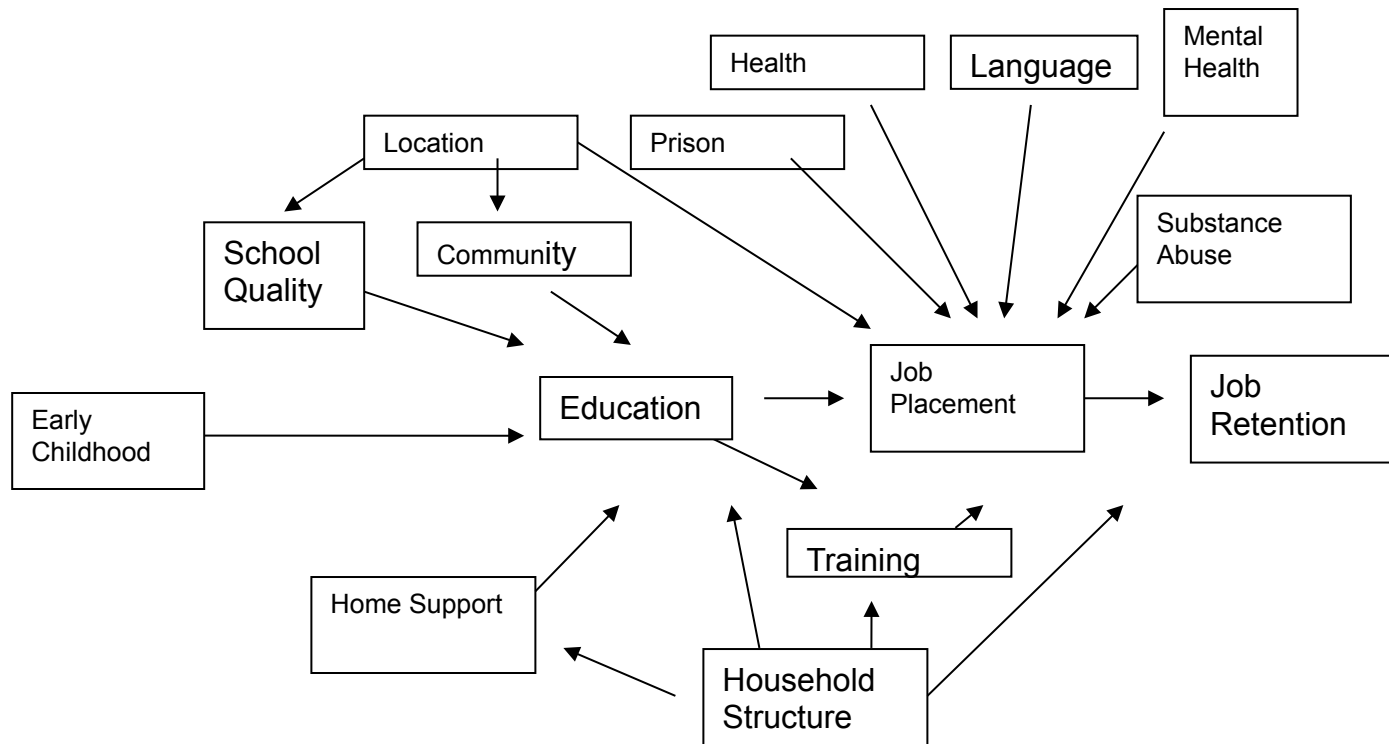 Health
Language
Mental
Health
Location
Prison
School
Quality
Community
Substance
Abuse
Early
Childhood
Education
Job
Placement
Job
Retention
Training
Home Support
Household
Structure